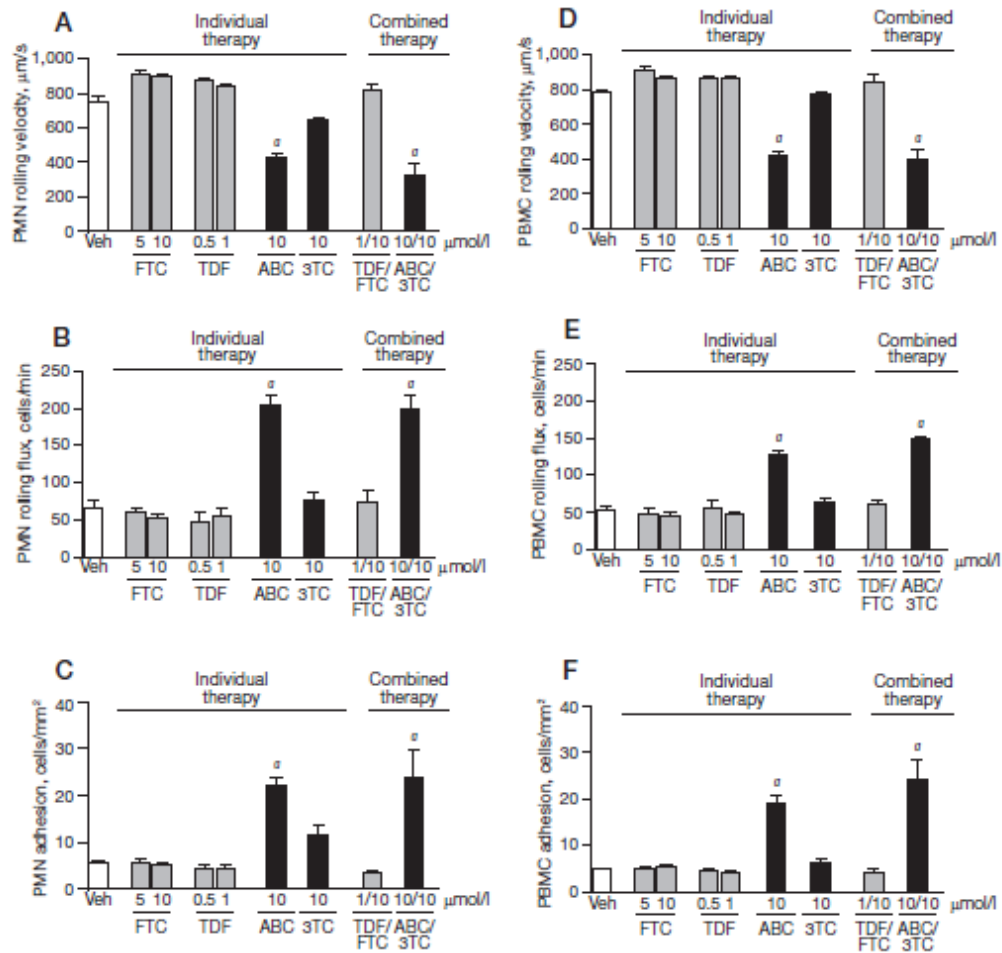 A
Individual
therapy
Combined
therapy
PMN rolling velocity, μm/s
1,000
800
600
400
200
0
a
a
Veh
5 10
0.5 1
10
10
1/10
10/10
μmol/l
FTC
TDF
ABC
3TC
TDF/
FTC
ABC/
3TC
D
Individual
therapy
Combined
therapy
PBMC rolling velocity, μm/s
1,000
800
600
400
200
0
a
a
Veh
5 10
0.5 1
10
10
1/10
10/10
μmol/l
FTC
TDF
ABC
3TC
TDF/
FTC
ABC/
3TC
B
Individual
therapy
Combined
therapy
PMN rolling flux, cells/min
250
200
150
100
50
0
a
a
Veh
5 10
0.5 1
10
10
1/10
10/10
μmol/l
FTC
TDF
ABC
3TC
TDF/
FTC
ABC/
3TC
E
Individual
therapy
Combined
therapy
PBMC rolling flux, cells/min
250
200
150
100
50
0
a
a
Veh
5 10
0.5 1
10
10
1/10
10/10
μmol/l
FTC
TDF
ABC
3TC
TDF/
FTC
ABC/
3TC
C
Individual
therapy
Combined
therapy
PMN adhesion, cells/mm²
40
30
20
10
0
a
a
Veh
5 10
0.5 1
10
10
1/10
10/10
μmol/l
FTC
TDF
ABC
3TC
TDF/
FTC
ABC/
3TC
F
Individual
therapy
Combined
therapy
PBMC adhesion, cells/mm²
40
30
20
10
0
a
a
Veh
5 10
0.5 1
10
10
1/10
10/10
μmol/l
FTC
TDF
ABC
3TC
TDF/
FTC
ABC/
3TC